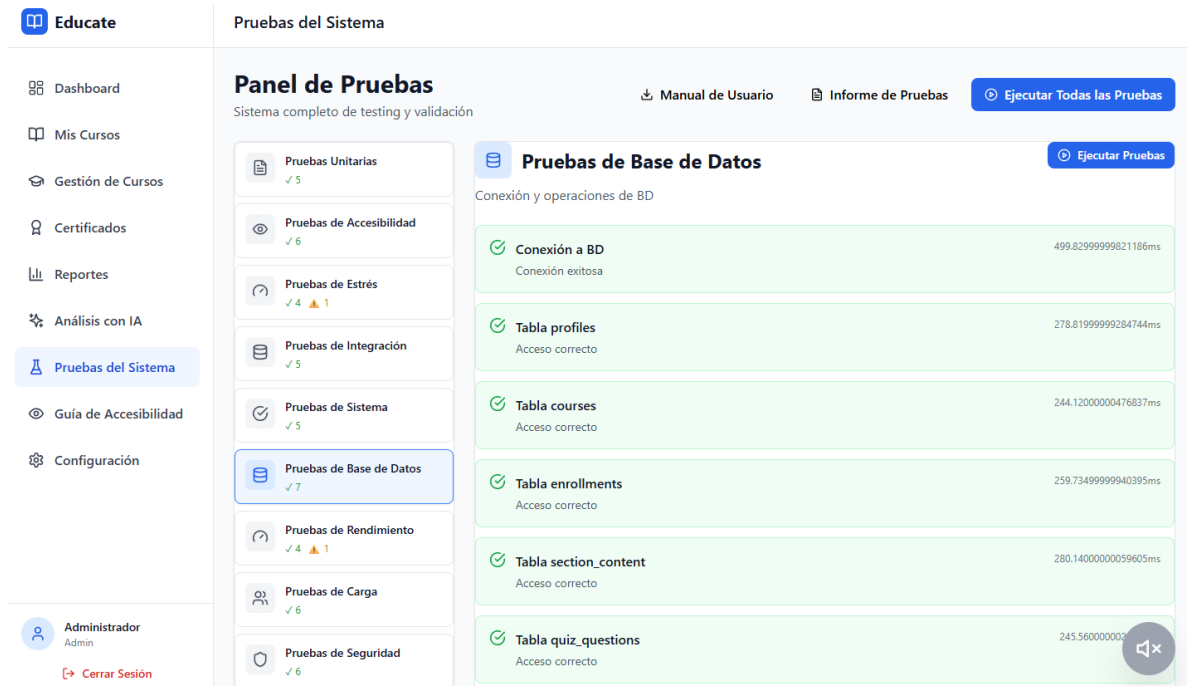 Educate
Dashboard
Mis Cursos
Gestión de Cursos
Certificados
Reportes
Análisis con IA
Pruebas del Sistema
Guía de Accesibilidad
Configuración
Administrador
Admin
Cerrar Sesión
Pruebas del Sistema
Panel de Pruebas
Sistema completo de testing y validación
Manual de Usuario
Informe de Pruebas
Ejecutar Todas las Pruebas
Pruebas Unitarias
✓ 5
Pruebas de Accesibilidad
✓ 6
Pruebas de Estrés
✓ 4 ⚠ 1
Pruebas de Integración
✓ 5
Pruebas de Sistema
✓ 5
Pruebas de Base de Datos
✓ 7
Pruebas de Rendimiento
✓ 4 ⚠ 1
Pruebas de Carga
✓ 6
Pruebas de Seguridad
✓ 6
Pruebas de Base de Datos
Ejecutar Pruebas
Conexión y operaciones de BD
Conexión a BD
499.82999999821186ms
Conexión exitosa
Tabla profiles
278.81999999284744ms
Acceso correcto
Tabla courses
244.12000000476837ms
Acceso correcto
Tabla enrollments
259.73499999940395ms
Acceso correcto
Tabla section_content
280.14000000059605ms
Acceso correcto
Tabla quiz_questions
Acceso correcto